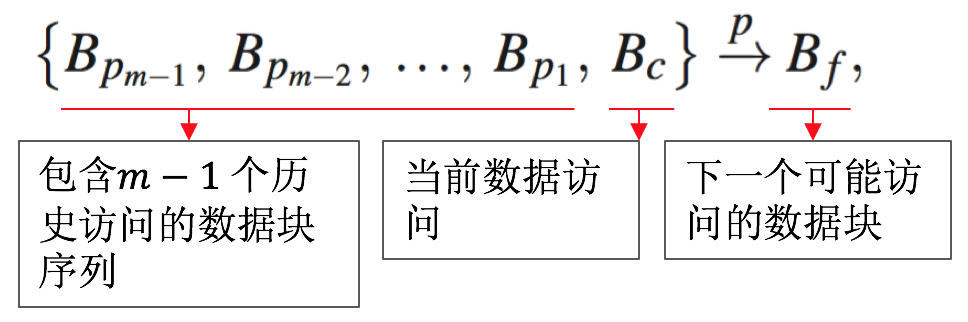 {B_{p_{m−1}}, B_{p_{m−2}}, ..., B_{p_1}, B_c} \xrightarrow{p} B_f,
包含m − 1 个历
史访问的数据块
序列
当前数据访
问
下一个可能访
问的数据块